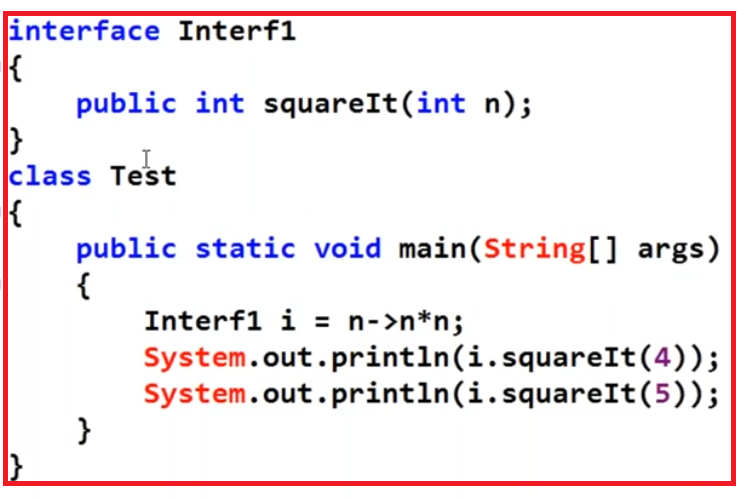 interface Interf1
{
    public int squareIt(int n);
}
class Test
{
    public static void main(String[] args)
    {
        Interf1 i = n->n*n;
        System.out.println(i.squareIt(4));
        System.out.println(i.squareIt(5));
    }
}